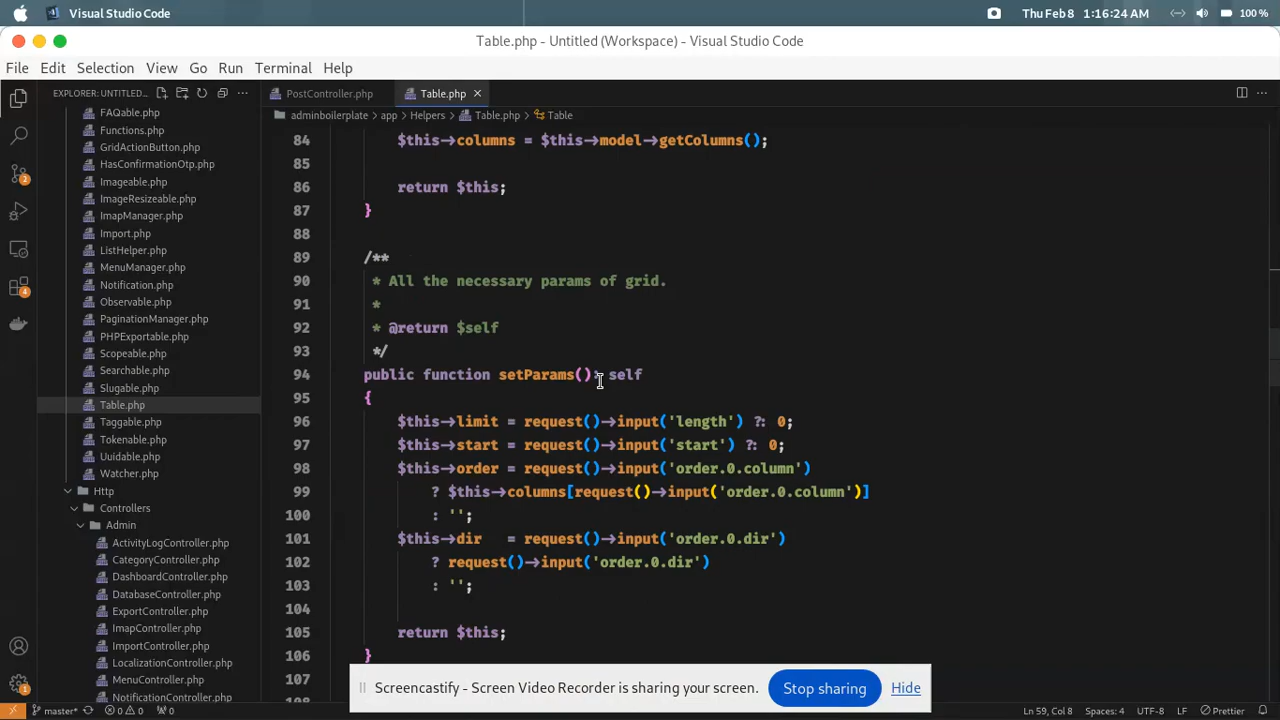 Visual Studio Code
Thu Feb 8 1:16:24 AM
100 %
Table.php - Untitled (Workspace) - Visual Studio Code
File Edit Selection View Go Run Terminal Help
EXPLORER: UNTITLED...
PostController.php
Table.php
adminboilerplate > app > Helpers > Table.php > Table
FAQable.php
Functions.php
GridActionButton.php
HasConfirmationOtp.php
Imageable.php
ImageResizeable.php
ImapManager.php
Import.php
ListHelper.php
MenuManager.php
Notification.php
Observable.php
PaginationManager.php
PHPExportable.php
Scopeable.php
Searchable.php
Slugable.php
Table.php
Taggable.php
Tokenable.php
Uuidable.php
Watcher.php
Http
Controllers
Admin
ActivityLogController.php
CategoryController.php
DashboardController.php
DatabaseController.php
ExportController.php
ImapController.php
ImportController.php
LocalizationController.php
MenuController.php
NotificationController.php
2
4
1
84 $this->columns = $this->model->getColumns();
85
86 return $this;
87 }
88
89 /**
90 * All the necessary params of grid.
91 *
92 * @return $self
93 */
94 public function setParams(): self
95 {
96 $this->limit = request()->input('length') ?: 0;
97 $this->start = request()->input('start') ?: 0;
98 $this->order = request()->input('order.0.column')
99 ? $this->columns[request()->input('order.0.column')]
100 : '';
101 $this->dir = request()->input('order.0.dir')
102 ? request()->input('order.0.dir')
103 : '';
104
105 return $this;
106 }
107
Screencastify - Screen Video Recorder is sharing your screen.
Stop sharing
Hide
master*
0 0
0
Ln 59, Col 8
Spaces: 4
UTF-8
LF
PHP
Prettier